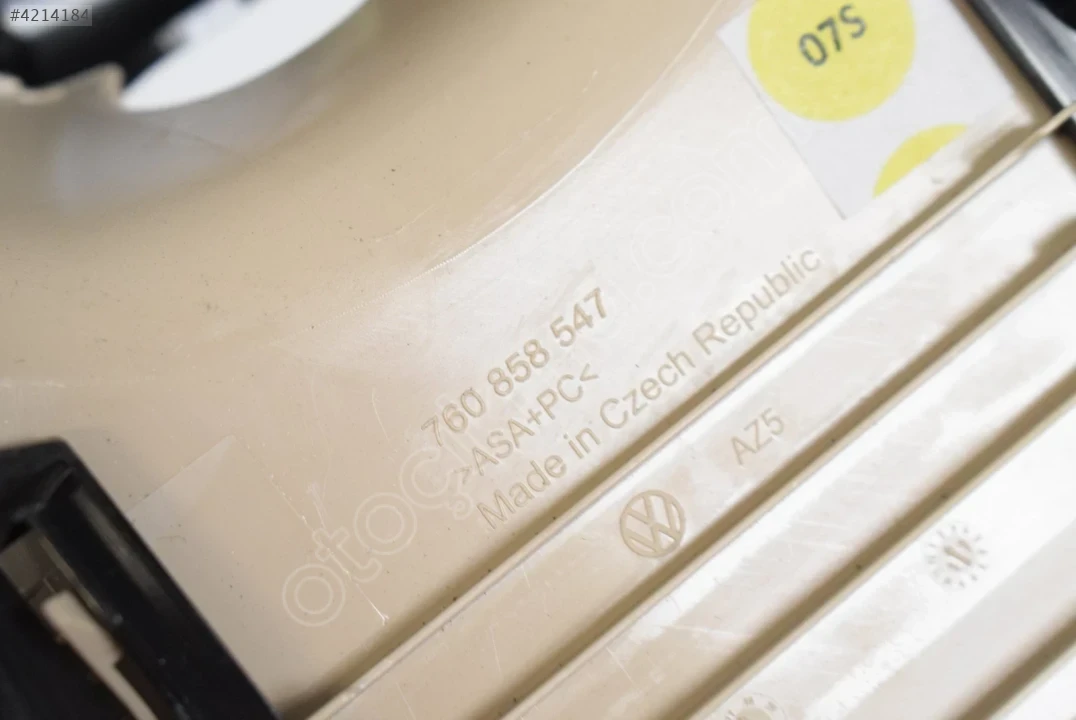 #4214184
07S
760 858 547
>ASA+PC<
Made in Czech Republic
AZ5